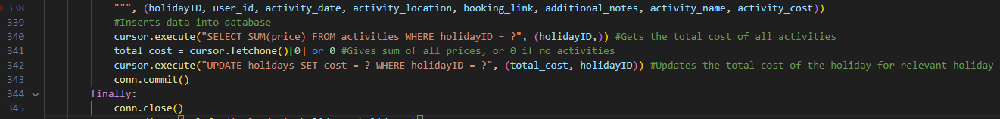 338 """, (holidayID, user_id, activity_date, activity_location, booking_link, additional_notes, activity_name, activity_cost))
339 #Inserts data into database
340 cursor.execute("SELECT SUM(price) FROM activities WHERE holidayID = ?", (holidayID,)) #Gets the total cost of all activities
341 total_cost = cursor.fetchone()[0] or 0 #Gives sum of all prices, or 0 if no activities
342 cursor.execute("UPDATE holidays SET cost = ? WHERE holidayID = ?", (total_cost, holidayID)) #Updates the total cost of the holiday for relevant holiday
343 conn.commit()
344 finally:
345 conn.close()